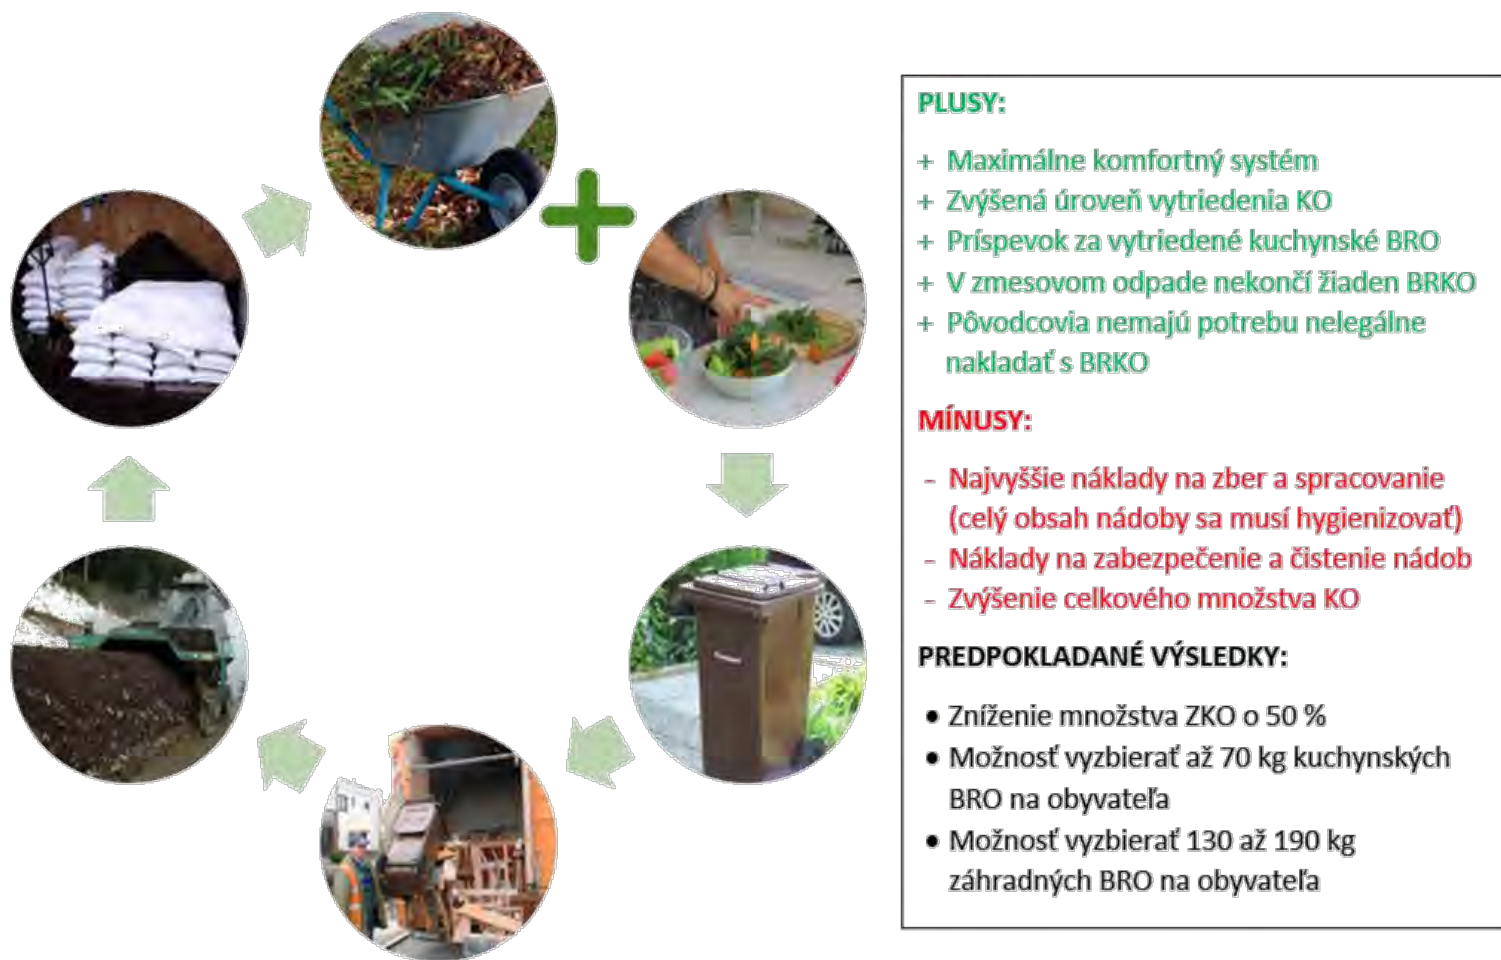 PLUSY:
+ Maximálne komfortný systém
+ Zvýšená úroveň vytriedenia KO
+ Príspevok za vytriedené kuchynské BRO
+ V zmesovom odpade nekončí žiaden BRKO
+ Pôvodcovia nemajú potrebu nelegálne
nakladať s BRKO
MÍNUSY:
- Najvyššie náklady na zber a spracovanie
(celý obsah nádoby sa musí hygienizovať)
- Náklady na zabezpečenie a čistenie nádob
- Zvýšenie celkového množstva KO
PREDPOKLADANÉ VÝSLEDKY:
• Zníženie množstva ZKO o 50 %
• Možnosť vyzbierať až 70 kg kuchynských
BRO na obyvateľa
• Možnosť vyzbierať 130 až 190 kg
záhradných BRO na obyvateľa